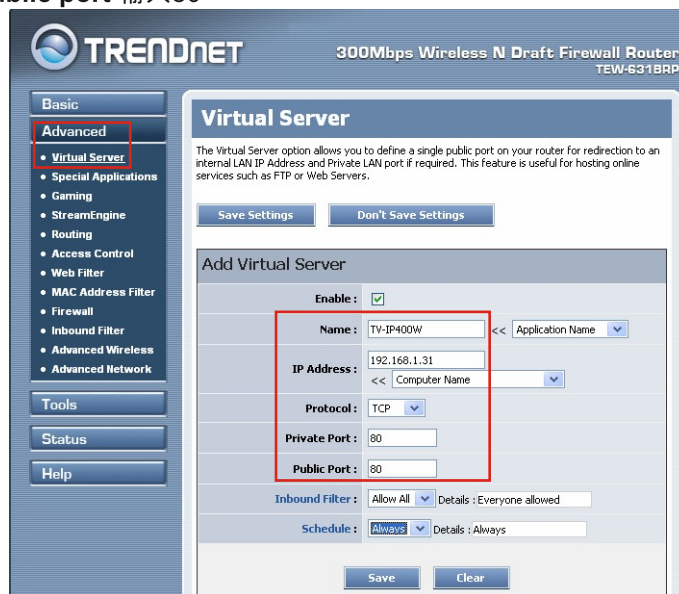 port 輸入80
TRENDNET
300Mbps Wireless N Draft Firewall Router
TEW-631BRP
Basic
Advanced
Virtual Server
Special Applications
Gaming
StreamEngine
Routing
Access Control
Web Filter
MAC Address Filter
Firewall
Inbound Filter
Advanced Wireless
Advanced Network
Tools
Status
Help
Virtual Server
The Virtual Server option allows you to define a single public port on your router for redirection to an
internal LAN IP Address and Private LAN port if required. This feature is useful for hosting online
services such as FTP or Web Servers.
Save Settings Don't Save Settings
Add Virtual Server
Enable :
Name : TV-IP400W << Application Name
IP Address : 192.168.1.31
<< Computer Name
Protocol : TCP
Private Port : 80
Public Port : 80
Inbound Filter : Allow All Details : Everyone allowed
Schedule : Always Details : Always
Save Clear